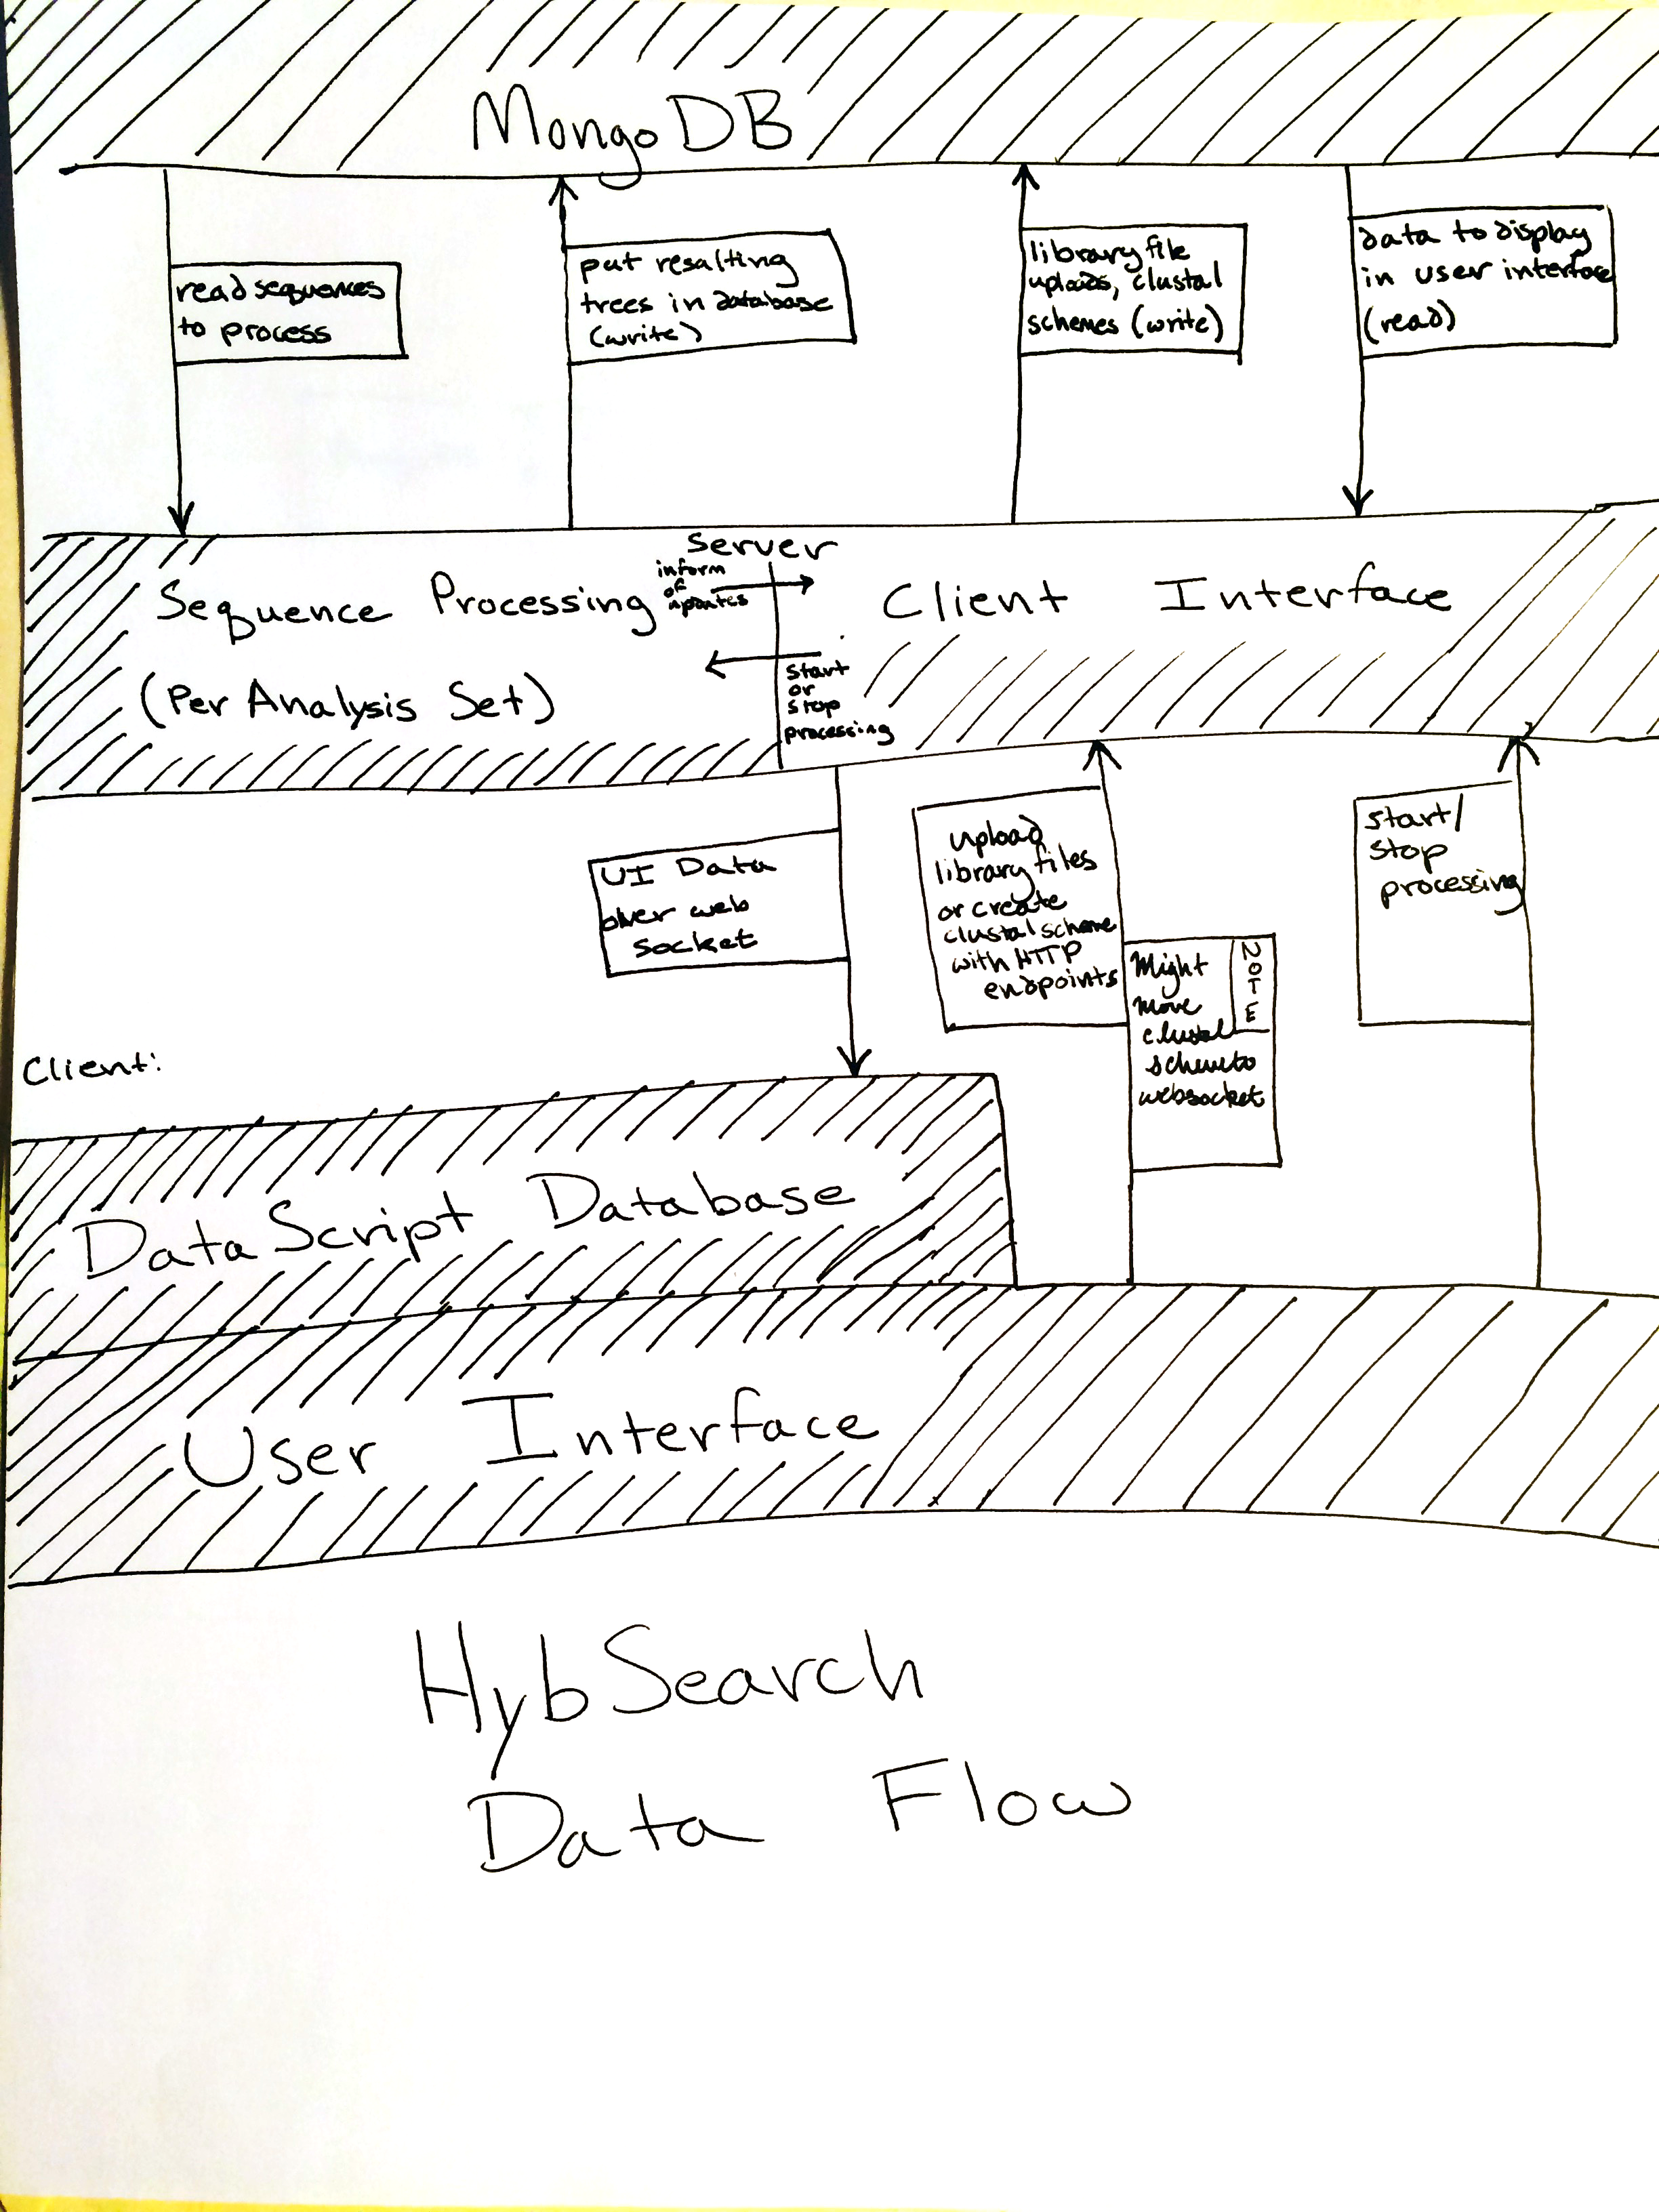 MongoDB
read sequences
to process
put resalting
trees in database
(write)
library file
uploads, clustal
schemes (write)
data to display
in user interface
(read)
Server
Sequence Processing
(Per Analysis Set)
inform
of
updates
Client Interface
start
or
stop
processing
UI Data
over web
socket
upload
library files
or create
clustal scheme
with HTTP
endpoints
NOTE
Might
move
clustal
scheme to
websocket
start/
stop
processing
Client:
DataScript Database
User Interface
HybSearch
Data Flow